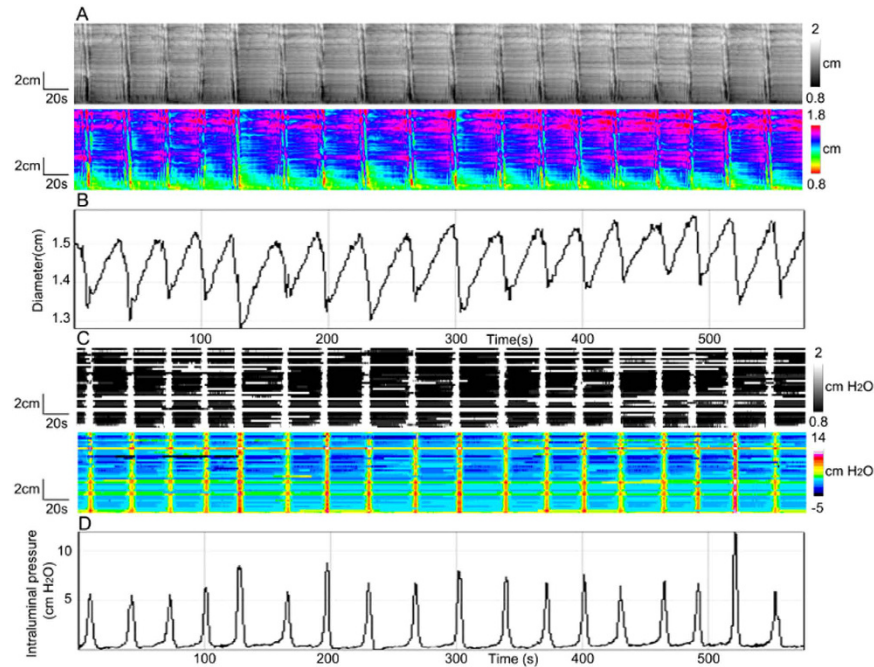 A
2
cm
0.8
2cm
20s
1.8
cm
0.8
2cm
20s
B
Diameter(cm)
1.5
1.4
1.3
100 200 300 Time(s) 400 500
C
2
cm H2O
0.8
2cm
20s
14
cm H2O
-5
2cm
20s
D
Intraluminal pressure
(cm H2O)
10
5
100 200 300 Time (s) 400 500